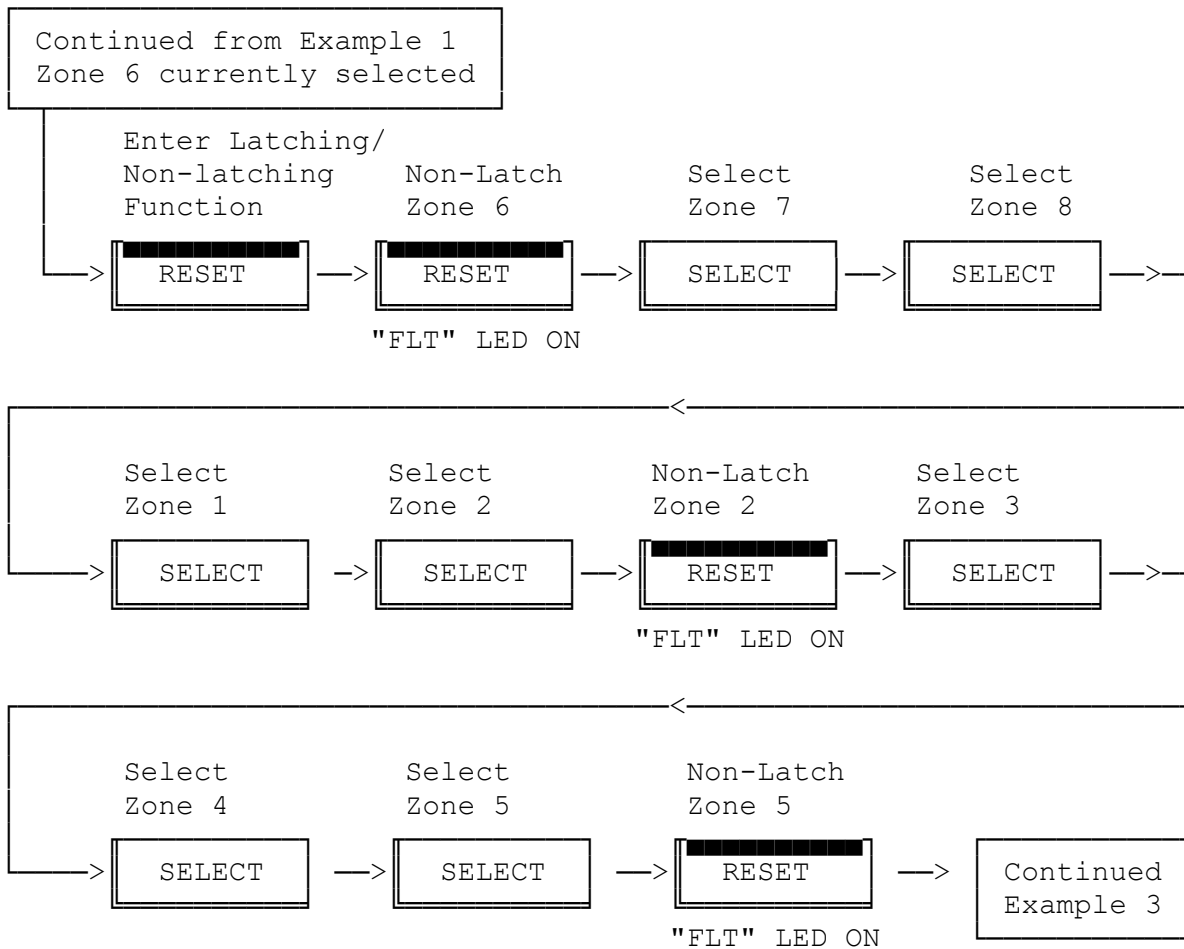 Continued from Example 1
Zone 6 currently selected
Enter Latching/
Non-latching
Function
Non-Latch
Zone 6
Select
Zone 7
Select
Zone 8
RESET
RESET
SELECT
SELECT
"FLT" LED ON
Select
Zone 1
Select
Zone 2
Non-Latch
Zone 2
Select
Zone 3
SELECT
SELECT
RESET
SELECT
"FLT" LED ON
Select
Zone 4
Select
Zone 5
Non-Latch
Zone 5
SELECT
SELECT
RESET
Continued
Example 3
"FLT" LED ON